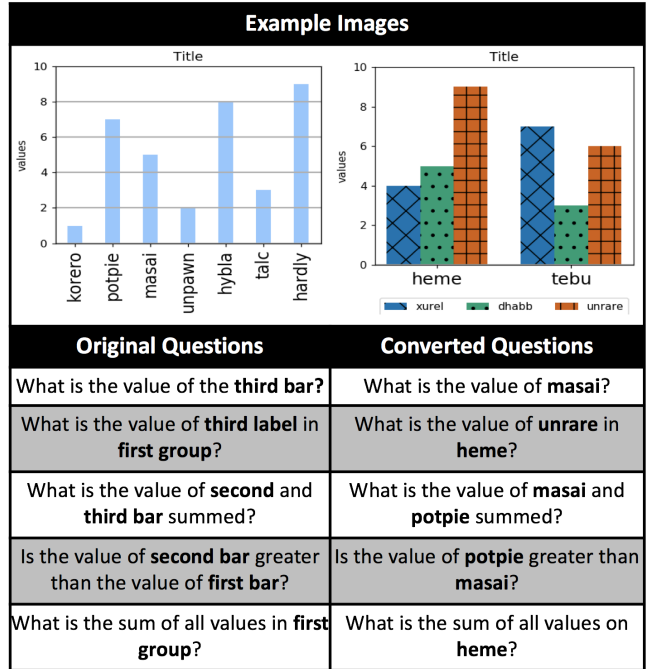 Example Images
Title
10
8
6
4
2
0
values
korero
potpie
masai
unpawn
hybla
talc
hardly
Title
10
8
6
4
2
0
values
heme
tebu
xurel
dhabb
unrare
Original Questions
Converted Questions
What is the value of the third bar?
What is the value of masai?
What is the value of third label in
first group?
What is the value of unrare in
heme?
What is the value of second and
third bar summed?
What is the value of masai and
potpie summed?
Is the value of second bar greater
than the value of first bar?
Is the value of potpie greater than
masai?
What is the sum of all values in first
group?
What is the sum of all values on
heme?